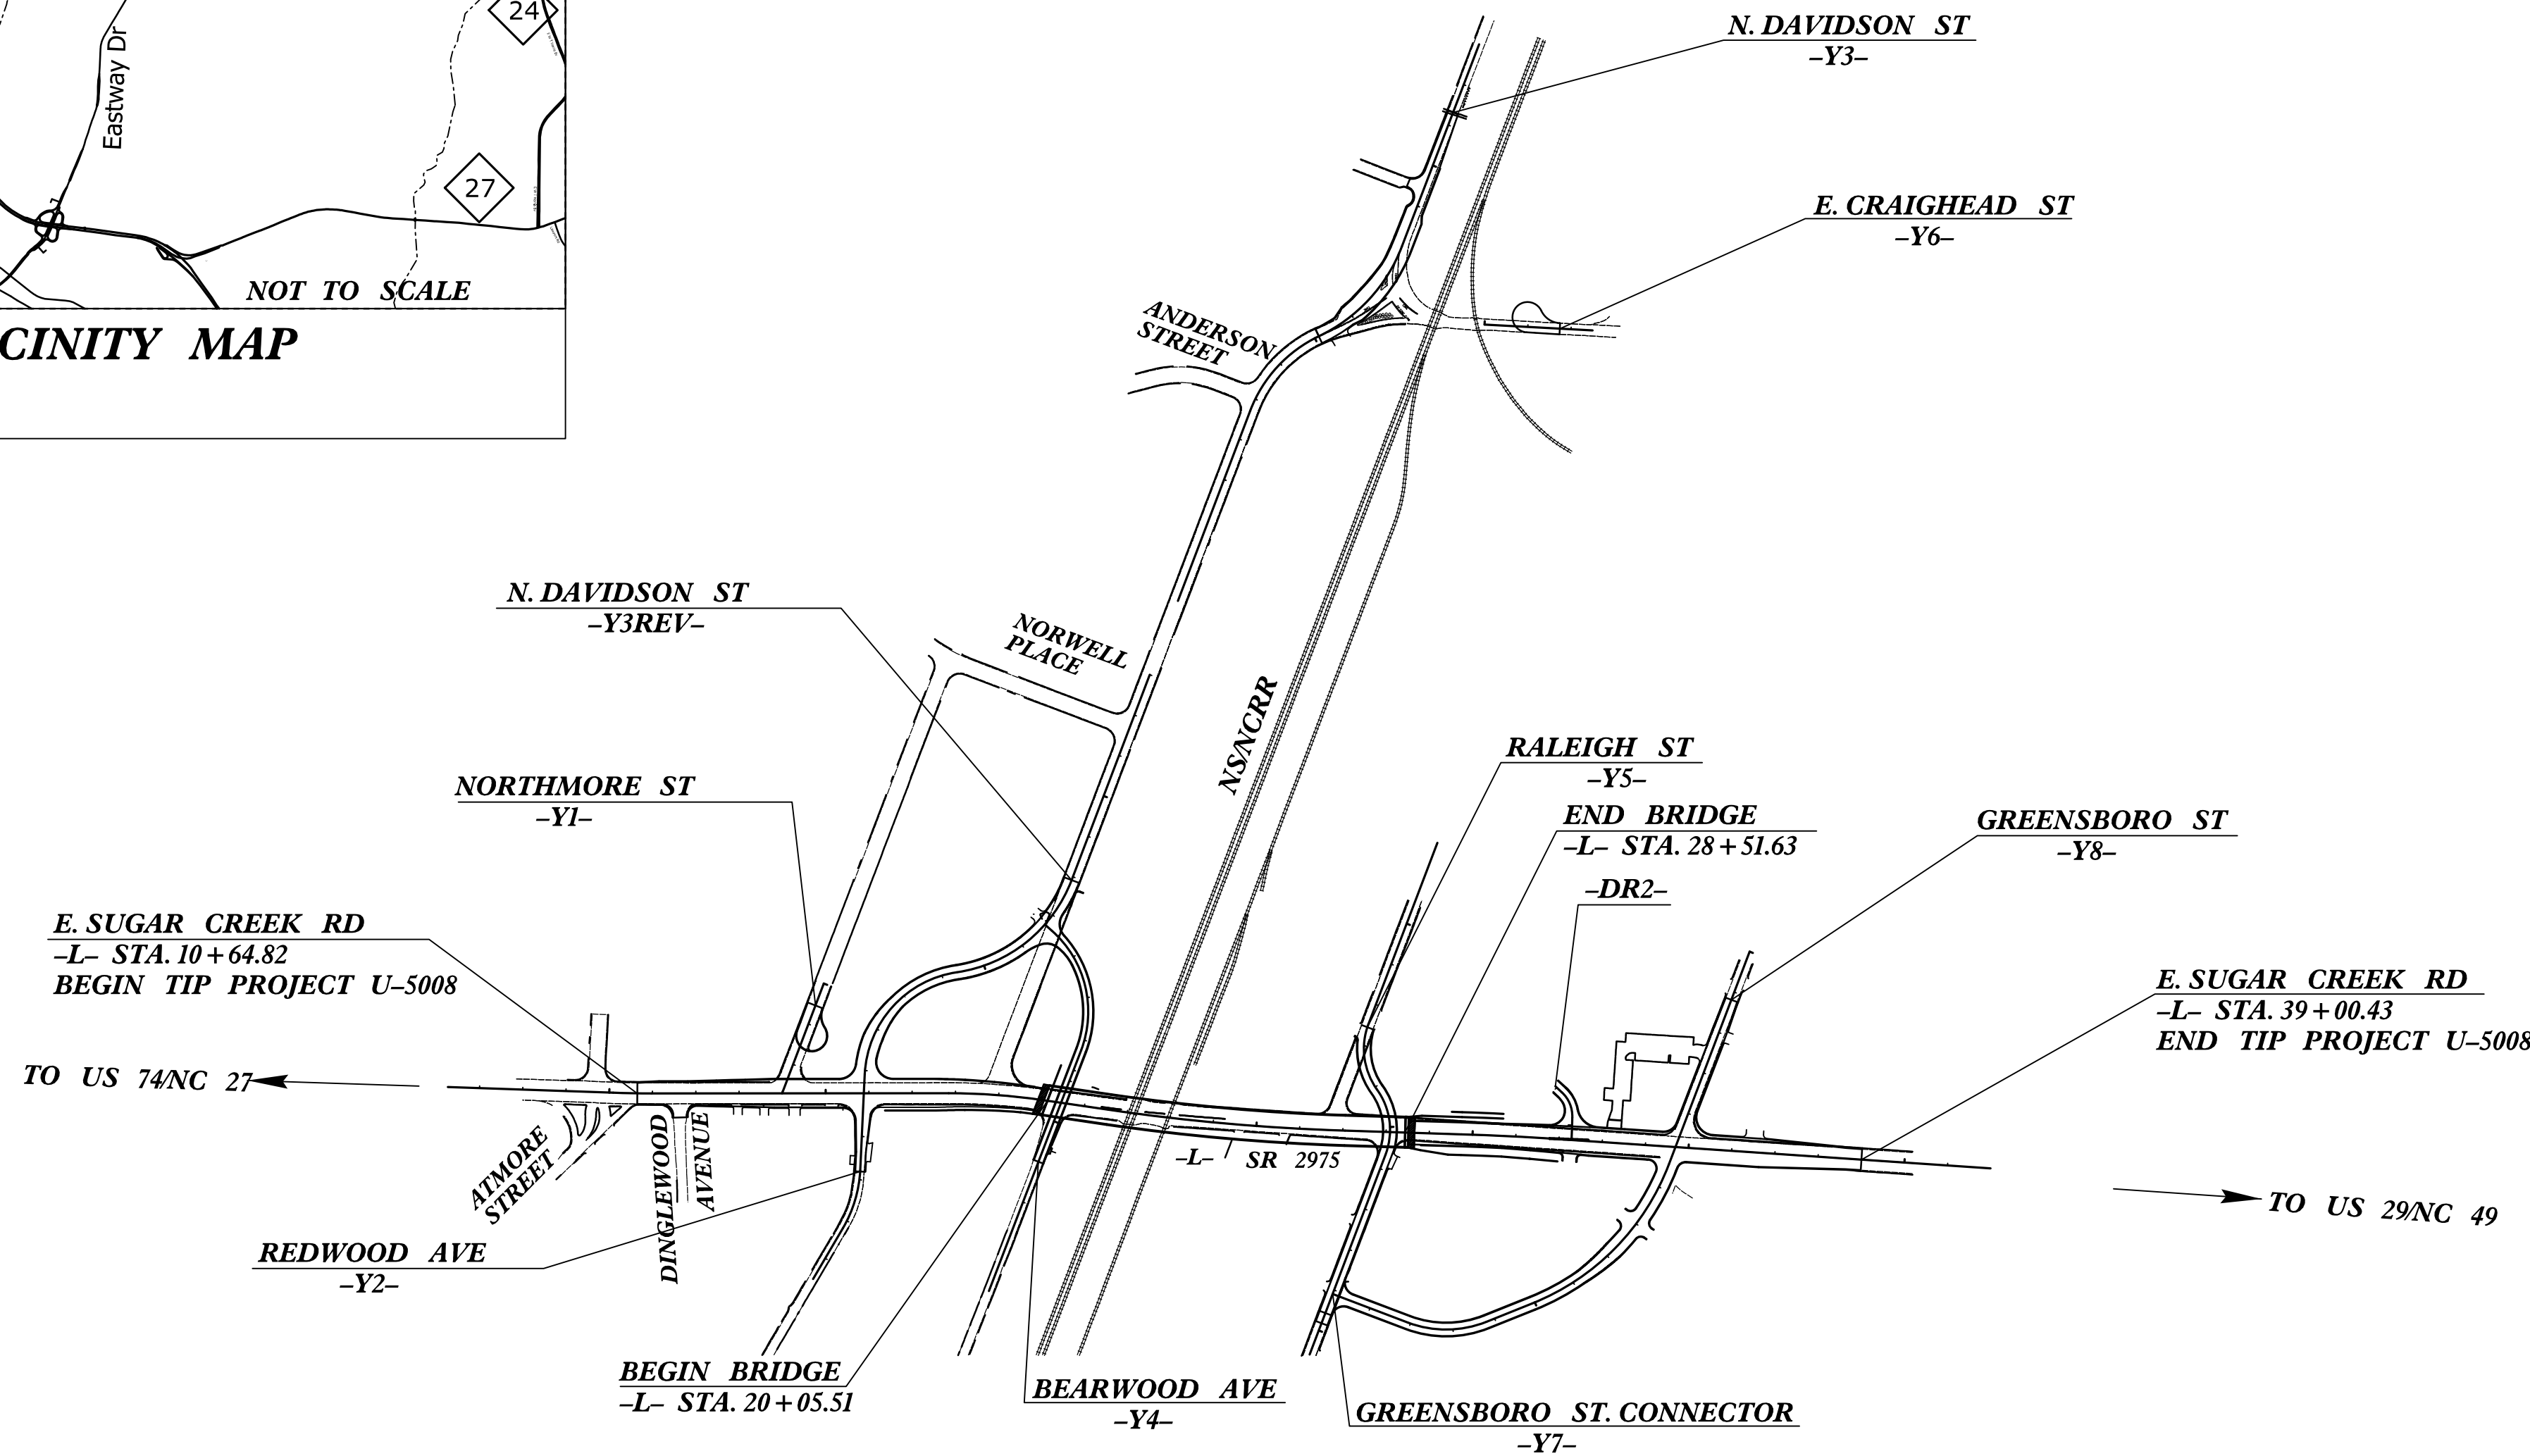 24
Eastway Dr
27
NOT TO SCALE
CINITY MAP
N. DAVIDSON ST
–Y3–
E. CRAIGHEAD ST
–Y6–
ANDERSON
STREET
N. DAVIDSON ST
–Y3REV–
NORWELL
PLACE
NS/NCRR
RALEIGH ST
–Y5–
NORTHMORE ST
–Y1–
END BRIDGE
–L– STA. 28+51.63
GREENSBORO ST
–Y8–
–DR2–
E. SUGAR CREEK RD
–L– STA. 10+64.82
BEGIN TIP PROJECT U–5008
E. SUGAR CREEK RD
–L– STA. 39+00.43
END TIP PROJECT U–5008
TO US 74/NC 27
ATMORE
STREET
DINGLEWOOD
AVENUE
–L– SR 2975
TO US 29/NC 49
REDWOOD AVE
–Y2–
BEGIN BRIDGE
–L– STA. 20+05.51
BEARWOOD AVE
–Y4–
GREENSBORO ST. CONNECTOR
–Y7–